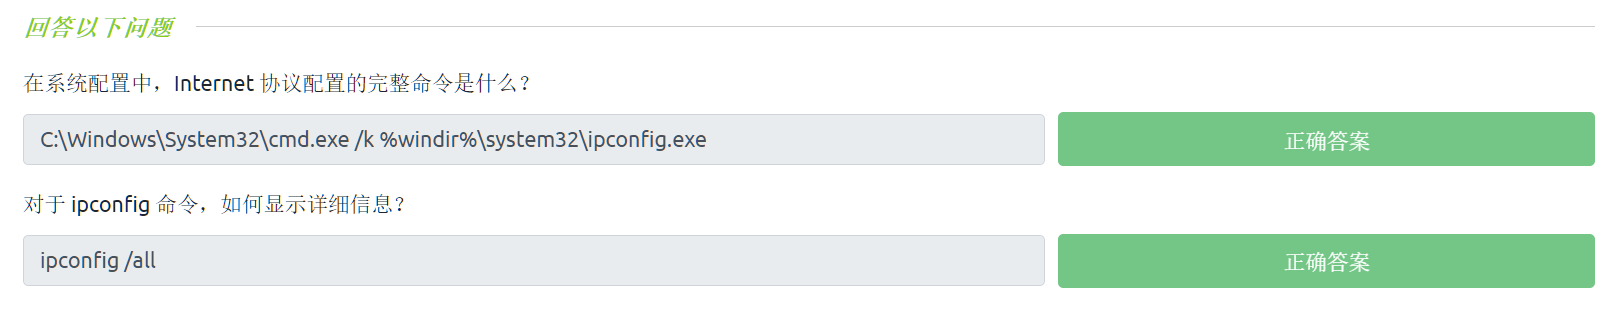 回答以下问题
在系统配置中，Internet 协议配置的完整命令是什么？
C:\Windows\System32\cmd.exe /k %windir%\system32\ipconfig.exe
正确答案
对于 ipconfig 命令，如何显示详细信息？
ipconfig /all
正确答案